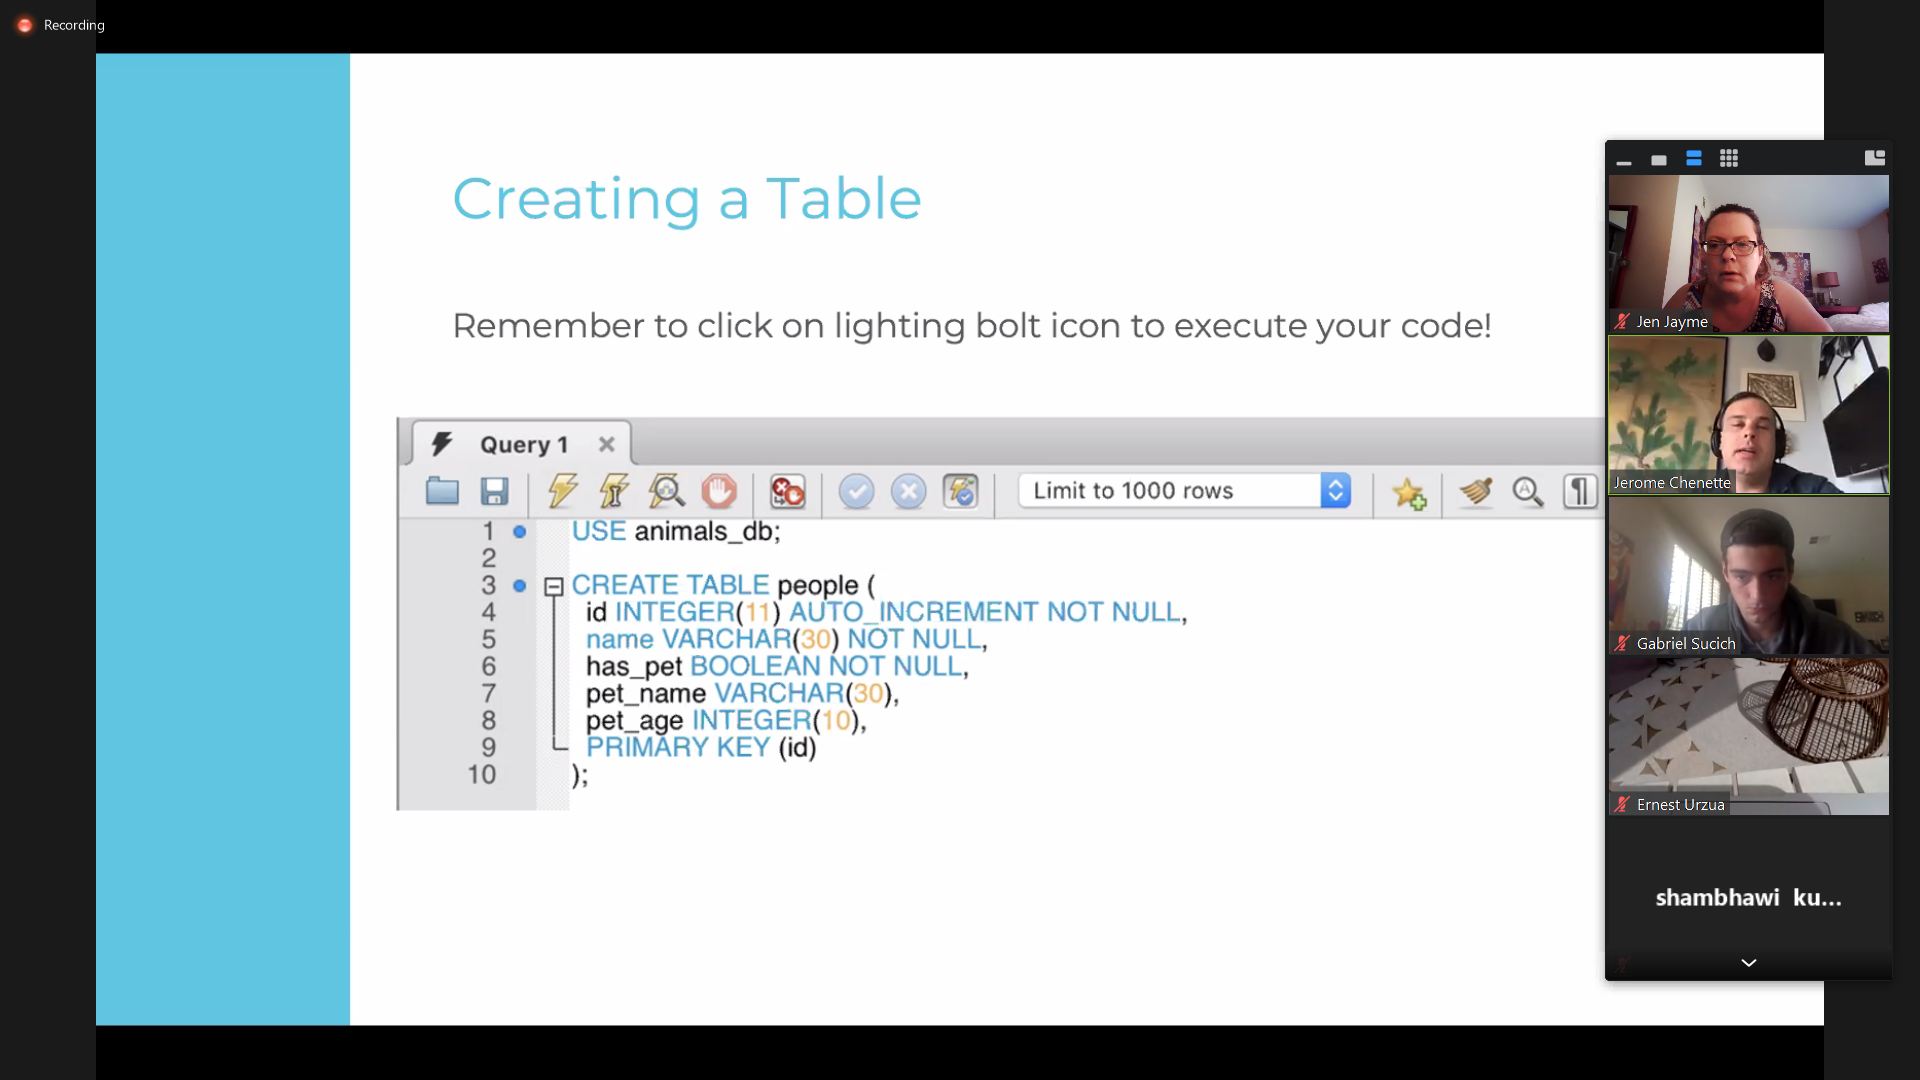 Recording
Creating a Table
Remember to click on lighting bolt icon to execute your code!
Query 1
Limit to 1000 rows
1 USE animals_db;
2
3 CREATE TABLE people (
4 id INTEGER(11) AUTO_INCREMENT NOT NULL,
5 name VARCHAR(30) NOT NULL,
6 has_pet BOOLEAN NOT NULL,
7 pet_name VARCHAR(30),
8 pet_age INTEGER(10),
9 PRIMARY KEY (id)
10 );
Jen Jayme
Jerome Chenette
Gabriel Sucich
Ernest Urzua
shambhawi ku...